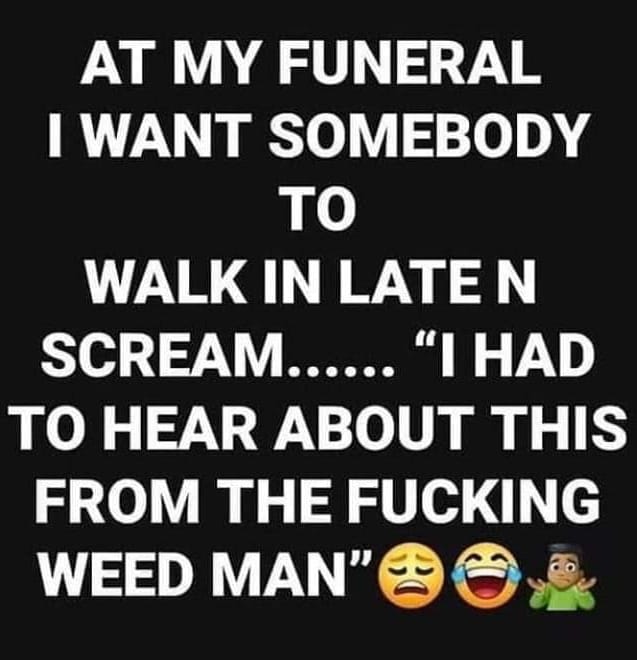 AT MY FUNERAL
I WANT SOMEBODY
TO
WALK IN LATE N
SCREAM...... “I HAD
TO HEAR ABOUT THIS
FROM THE FUCKING
WEED MAN”😩😂🤷🏾‍♂️